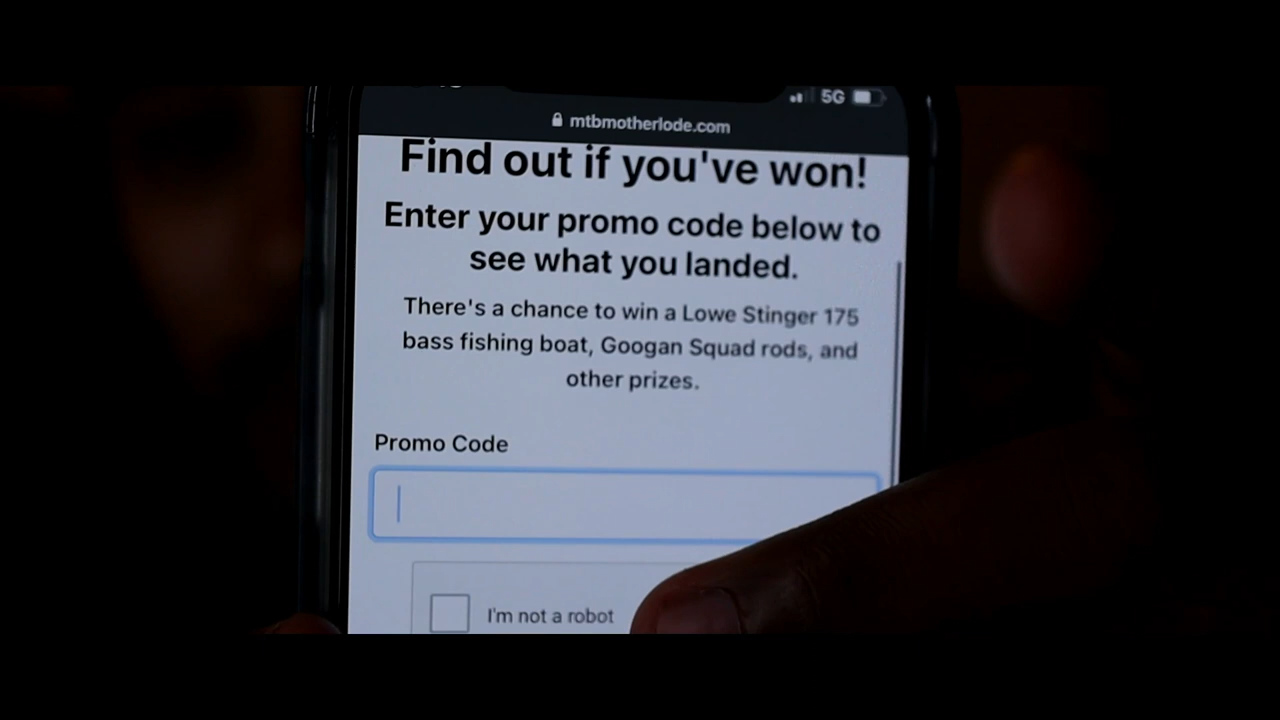 5G
mtbmotherlode.com
Find out if you've won!
Enter your promo code below to
see what you landed.
There's a chance to win a Lowe Stinger 175
bass fishing boat, Googan Squad rods, and
other prizes.
Promo Code
I'm not a robot